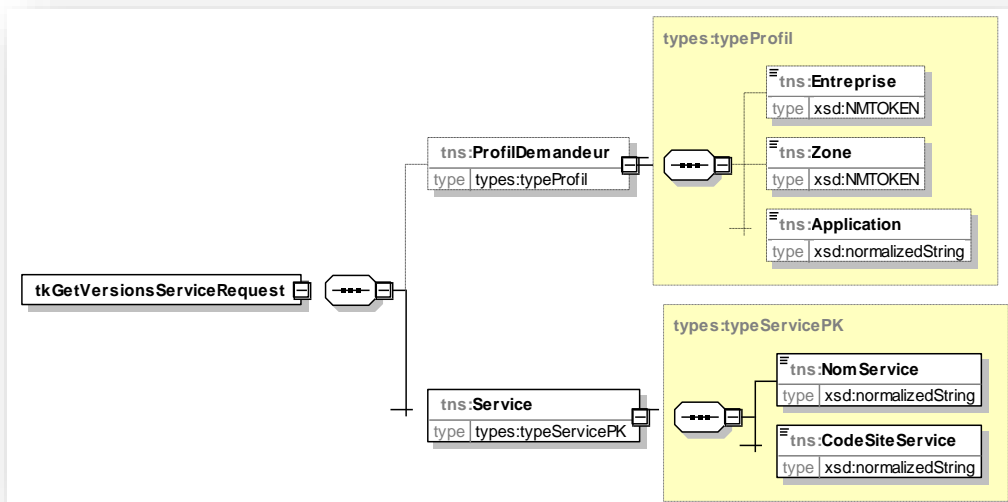 types:typeProfil
tns:Entreprise
type xsd:NMTOKEN
tns:ProfilDemandeur
type types:typeProfil
tns:Zone
type xsd:NMTOKEN
tns:Application
type xsd:normalizedString
tkGetVersionsServiceRequest
types:typeServicePK
tns:NomService
type xsd:normalizedString
tns:Service
type types:typeServicePK
tns:CodeSiteService
type xsd:normalizedString